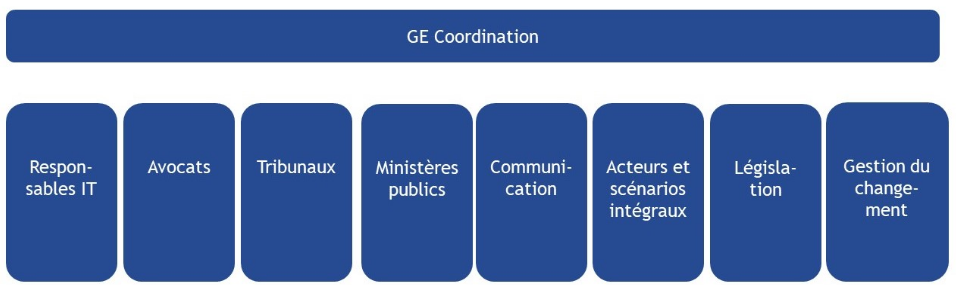 GE Coordination
Respon-
sables IT
Avocats
Tribunaux
Ministères
publics
Communi-
cation
Acteurs et
scénarios
intégraux
Législa-
tion
Gestion du
change-
ment